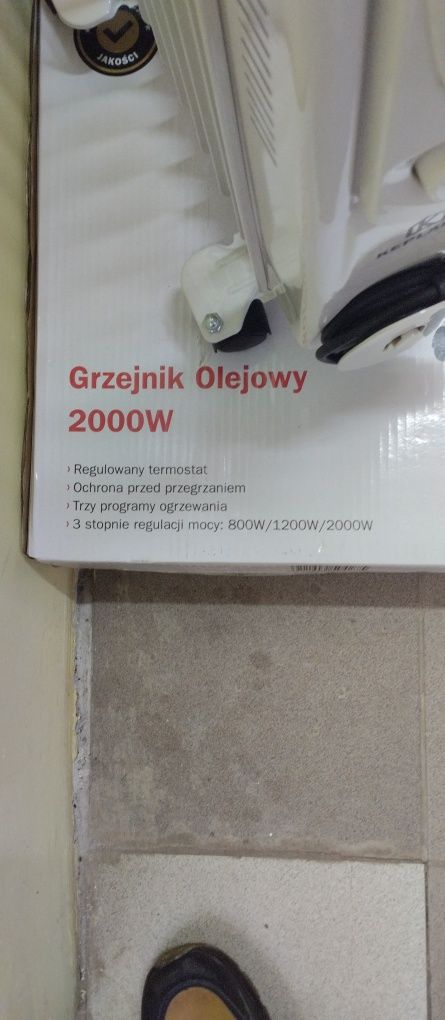 JAKOŚCI
Grzejnik Olejowy
2000W
› Regulowany termostat
› Ochrona przed przegrzaniem
› Trzy programy ogrzewania
› 3 stopnie regulacji mocy: 800W/1200W/2000W